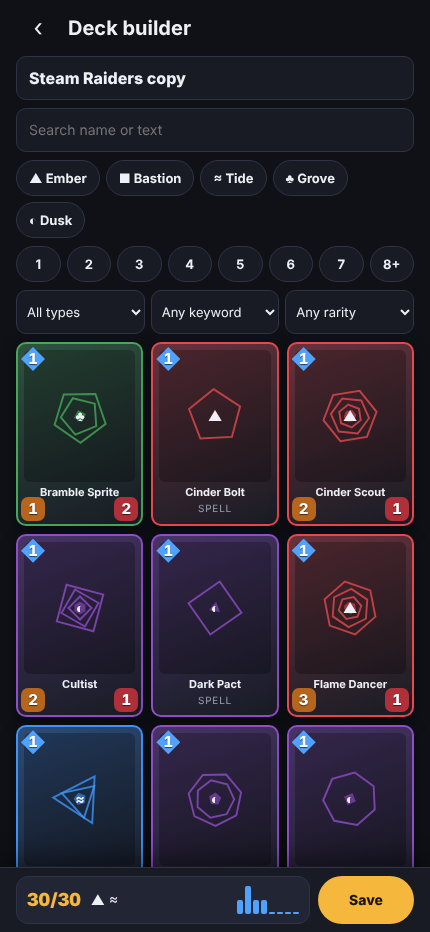 ‹ Deck builder
Steam Raiders copy
Search name or text
▲ Ember ■ Bastion ≈ Tide ♣ Grove
◖ Dusk
1 2 3 4 5 6 7 8+
All types Any keyword Any rarity
1 1 1
♣ ▲ ▲
Bramble Sprite Cinder Bolt Cinder Scout
SPELL
1 2 2 1
1 1 1
◖ ◖ ▲
Cultist Dark Pact Flame Dancer
SPELL
2 1 3 1
1 1 1
≈ ◖ ◖
30/30 ▲ ≈ Save